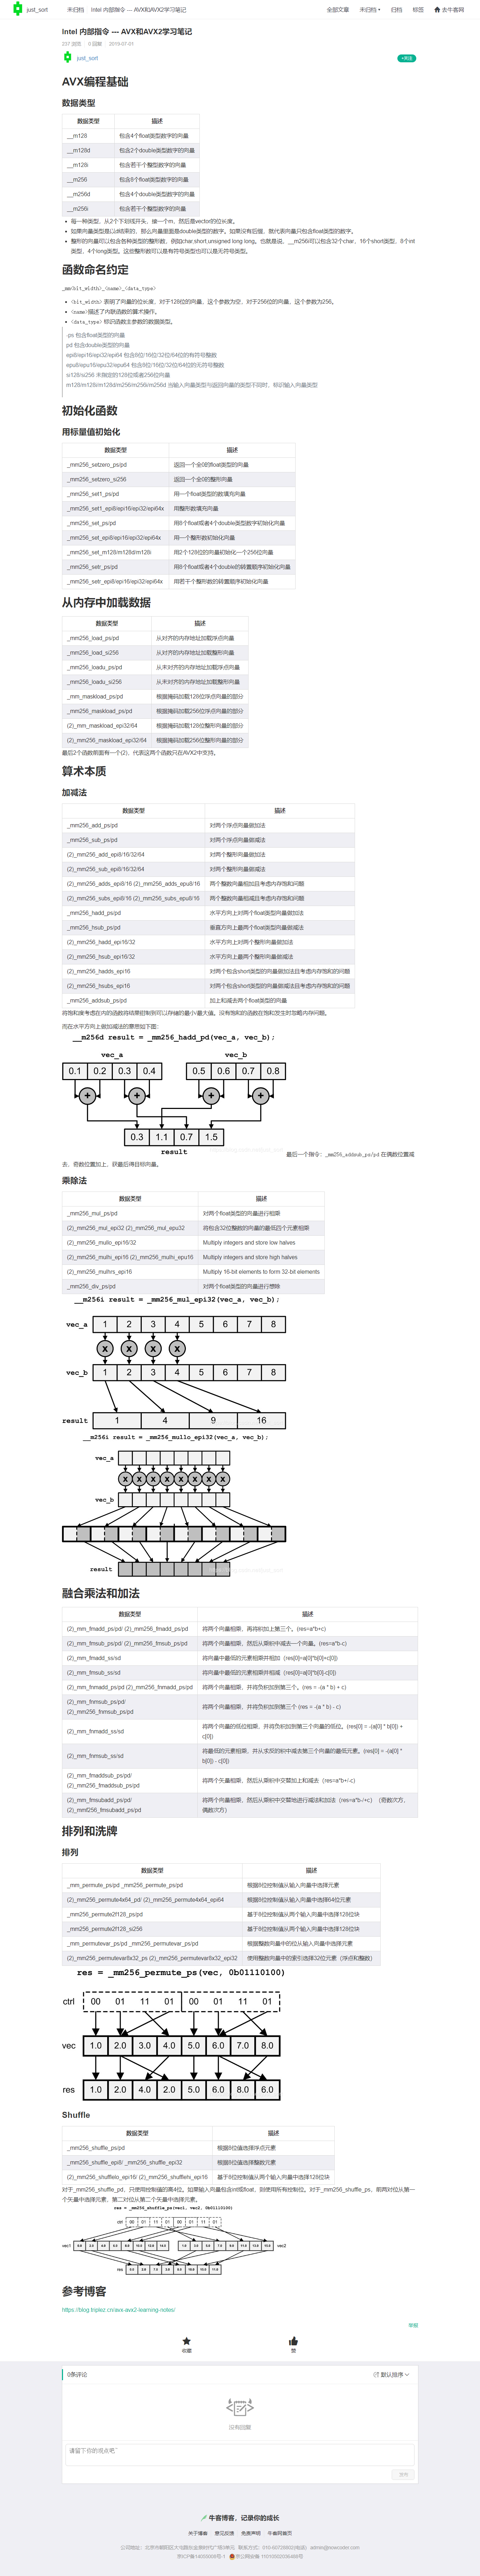 just_sort
未归档
Intel 内部指令 --- AVX和AVX2学习笔记
全部文章
未归档
归档
标签
去牛客网
Intel 内部指令 --- AVX和AVX2学习笔记
237 浏览 0 回复 2019-07-31
just_sort
+关注
AVX编程基础
数据类型
数据类型 描述
__m128 包含4个float类型数字的向量
__m128d 包含2个double类型数字的向量
__m128i 包含若干个整型数字的向量
__m256 包含8个float类型数字的向量
__m256d 包含4个double类型数字的向量
__m256i 包含若干个整型数字的向量
每一种类型，从2个下划线开头，接一个m，然后是vector的位长度。
如果向量类型是以d结束的，那么向量里面是double类型的数字。如果没有后缀，就代表向量只包含float类型的数字。
整形的向量可以包含各种类型的整形数，例如char,short,unsigned long long。也就是说，__m256i可以包含32个char，16个short类型，8个int类型，4个long类型。这些整形数可以是有符号类型也可以是无符号类型。
函数命名约定
_mm<bit_width>_<name>_<data_type>
<bit_width> 表明了向量的位长度，对于128位的向量，这个参数为空，对于256位的向量，这个参数为256。
<name>描述了内联函数的算术操作。
<data_type> 标识函数主参数的数据类型。
-ps 包含float类型的向量
pd 包含double类型的向量
epi8/epi16/epi32/epi64 包含8位/16位/32位/64位的有符号整数
epu8/epu16/epu32/epu64 包含8位/16位/32位/64位的无符号整数
si128/si256 未指定的128位或者256位向量
m128/m128i/m128d/m256/m256i/m256d 当输入向量类型与返回向量的类型不同时，标识输入向量类型
初始化函数
用标量值初始化
数据类型 描述
_mm256_setzero_ps/pd 返回一个全0的float类型的向量
_mm256_setzero_si256 返回一个全0的整形向量
_mm256_set1_ps/pd 用一个float类型的数填充向量
_mm256_set1_epi8/epi16/epi32/epi64x 用整形数填充向量
_mm256_set_ps/pd 用8个float或者4个double类型数字初始化向量
_mm256_set_epi8/epi16/epi32/epi64x 用一个整形数初始化向量
_mm256_set_m128/m128d/m128i 用2个128位的向量初始化一个256位向量
_mm256_setr_ps/pd 用8个float或者4个double的转置顺序初始化向量
_mm256_setr_epi8/epi16/epi32/epi64x 用若干个整形数的转置顺序初始化向量
从内存中加载数据
数据类型 描述
_mm256_load_ps/pd 从对齐的内存地址加载浮点向量
_mm256_load_si256 从对齐的内存地址加载整形向量
_mm256_loadu_ps/pd 从未对齐的内存地址加载浮点向量
_mm256_loadu_si256 从未对齐的内存地址加载整形向量
_mm_maskload_ps/pd 根据掩码加载128位浮点向量的部分
_mm256_maskload_ps/pd 根据掩码加载256位浮点向量的部分
(2)_mm_maskload_epi32/64 根据掩码加载128位整形向量的部分
(2)_mm256_maskload_epi32/64 根据掩码加载256位整形向量的部分
最后2个函数前面有一个(2)，代表这两个函数只在AVX2中支持。
算术本质
加减法
数据类型 描述
_mm256_add_ps/pd 对两个浮点向量做加法
_mm256_sub_ps/pd 对两个浮点向量做减法
(2)_mm256_add_epi8/16/32/64 对两个整形向量做加法
(2)_mm256_sub_epi8/16/32/64 对两个整形向量做减法
(2)_mm256_adds_epi8/16 (2)_mm256_adds_epu8/16 两个整数向量相加且考虑内存饱和问题
(2)_mm256_subs_epi8/16 (2)_mm256_subs_epu8/16 两个整数向量相减且考虑内存饱和问题
_mm256_hadd_ps/pd 水平方向上对两个float类型向量做加法
_mm256_hsub_ps/pd 垂直方向上最两个float类型向量做减法
(2)_mm256_hadd_epi16/32 水平方向上对两个整形向量做加法
(2)_mm256_hsub_epi16/32 水平方向上最两个整形向量做减法
(2)_mm256_hadds_epi16 对两个包含short类型的向量做加法且考虑内存饱和的问题
(2)_mm256_hsubs_epi16 对两个包含short类型的向量做减法且考虑内存饱和的问题
_mm256_addsub_ps/pd 加上和减去两个float类型的向量
将饱和度考虑在内的函数将结果钳制到可以存储的最小/最大值。没有饱和的函数在饱和发生时忽略内存问题。
而在水平方向上做加减法的意思如下图：
__m256d result = _mm256_hadd_pd(vec_a, vec_b);
vec_a vec_b
0.1 0.2 0.3 0.4 0.5 0.6 0.7 0.8
+ + + +
0.3 1.1 0.7 1.5
result
最后一个指令：_mm256_addsub_ps/pd 在偶数位置减去，奇数位置加上，获最后得目标向量。
乘除法
数据类型 描述
_mm256_mul_ps/pd 对两个float类型的向量进行相乘
(2)_mm256_mul_epi32 (2)_mm256_mul_epu32 将包含32位整数的向量的最低四个元素相乘
(2)_mm256_mullo_epi16/32 Multiply integers and store low halves
(2)_mm256_mulhi_epi16 (2)_mm256_mulhi_epu16 Multiply integers and store high halves
(2)_mm256_mulhrs_epi16 Multiply 16-bit elements to form 32-bit elements
_mm256_div_ps/pd 对两个float类型的向量进行想除
__m256i result = _mm256_mul_epi32(vec_a, vec_b);
vec_a 1 2 3 4 5 6 7 8
x x x x
vec_b 1 2 3 4 5 6 7 8
result 1 4 9 16
__m256i result = _mm256_mullo_epi32(vec_a, vec_b);
vec_a
x x x x x x x x
vec_b
result
融合乘法和加法
数据类型 描述
(2)_mm_fmadd_ps/pd/ (2)_mm256_fmadd_ps/pd 将两个向量相乘，再将积加上第三个。(res=a*b+c)
(2)_mm_fmsub_ps/pd/ (2)_mm256_fmsub_ps/pd 将两个向量相乘，然后从乘积中减去一个向量。(res=a*b-c)
(2)_mm_fmadd_ss/sd 将向量中最低的元素相乘并相加（res[0]=a[0]*b[0]+c[0])
(2)_mm_fmsub_ss/sd 将向量中最低的元素相乘并相减（res[0]=a[0]*b[0]-c[0])
(2)_mm_fnmadd_ps/pd (2)_mm256_fnmadd_ps/pd 将两个向量相乘，并将负积加到第三个。(res = -(a * b) + c)
(2)_mm_fnmsub_ps/pd/ (2)_mm256_fnmsub_ps/pd 将两个向量相乘，并将负积加到第三个 (res = -(a * b) - c)
(2)_mm_fnmadd_ss/sd 将两个向量的低位相乘，并将负积加到第三个向量的低位。(res[0] = -(a[0] * b[0]) + c[0])
(2)_mm_fnmsub_ss/sd 将最低的元素相乘，并从求反的积中减去第三个向量的最低元素。(res[0] = -(a[0] * b[0]) - c[0])
(2)_mm_fmaddsub_ps/pd/ (2)_mm256_fmaddsub_ps/pd 将两个矢量相乘，然后从乘积中交替加上和减去（res=a*b+/-c)
(2)_mm_fmsubadd_ps/pd/ (2)_mmf256_fmsubadd_ps/pd 将两个向量相乘，然后从乘积中交替地进行减法和加法（res=a*b-/+c）（奇数次方，偶数次方）
排列和洗牌
排列
数据类型 描述
_mm_permute_ps/pd _mm256_permute_ps/pd 根据8位控制值从输入向量中选择元素
(2)_mm256_permute4x64_pd/ (2)_mm256_permute4x64_epi64 根据8位控制值从输入向量中选择64位元素
_mm256_permute2f128_ps/pd 基于8位控制值从两个输入向量中选择128位块
_mm256_permute2f128_si256 基于8位控制值从两个输入向量中选择128位块
_mm_permutevar_ps/pd _mm256_permutevar_ps/pd 根据整数向量中的位从输入向量中选择元素
(2)_mm256_permutevar8x32_ps (2)_mm256_permutevar8x32_epi32 使用整数向量中的索引选择32位元素（浮点和整数）
res = _mm256_permute_ps(vec, 0b01110100)
ctrl 00 01 11 01 00 01 11 01
vec 1.0 2.0 3.0 4.0 5.0 6.0 7.0 8.0
res 1.0 2.0 4.0 2.0 5.0 6.0 8.0 6.0
Shuffle
数据类型 描述
_mm256_shuffle_ps/pd 根据8位值选择浮点元素
_mm256_shuffle_epi8/ _mm256_shuffle_epi32 根据8位值选择整数元素
(2)_mm256_shufflelo_epi16/ (2)_mm256_shufflehi_epi16 基于8位控制值从两个输入向量中选择128位块
对于_mm256_shuffle_pd，只使用控制值的高4位。如果输入向量包含int或float，则使用所有控制位。对于_mm256_shuffle_ps，前两对位从第一个矢量中选择元素，第二对位从第二个矢量中选择元素。
res = _mm256_shuffle_ps(vec1, vec2, 0b01110100)
ctrl 00 01 11 01 00 01 11 01
vec1
vec2
res
参考博客
https://blog.triplez.cn/avx-avx2-learning-notes/
举报
收藏
赞
0条评论
默认排序
没有回复
请留下你的观点吧~
发布
牛客博客，记录你的成长
关于博客 意见反馈 免责声明 牛客网首页